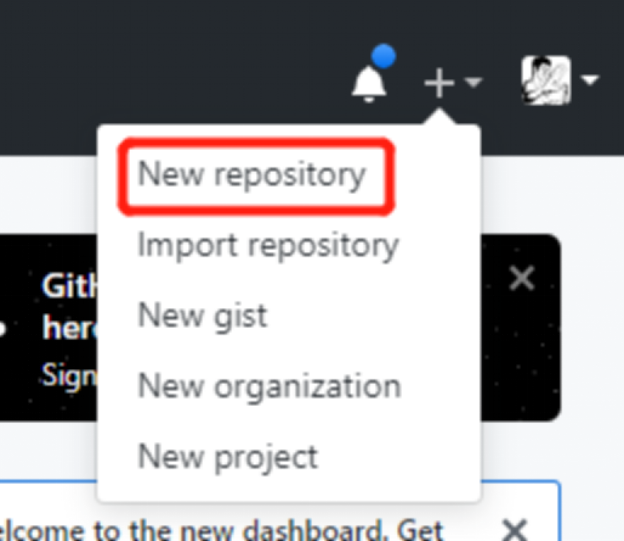 New repository
Import repository
New gist
New organization
New project
Gith
here
Sign
elcome to the new dashboard. Get